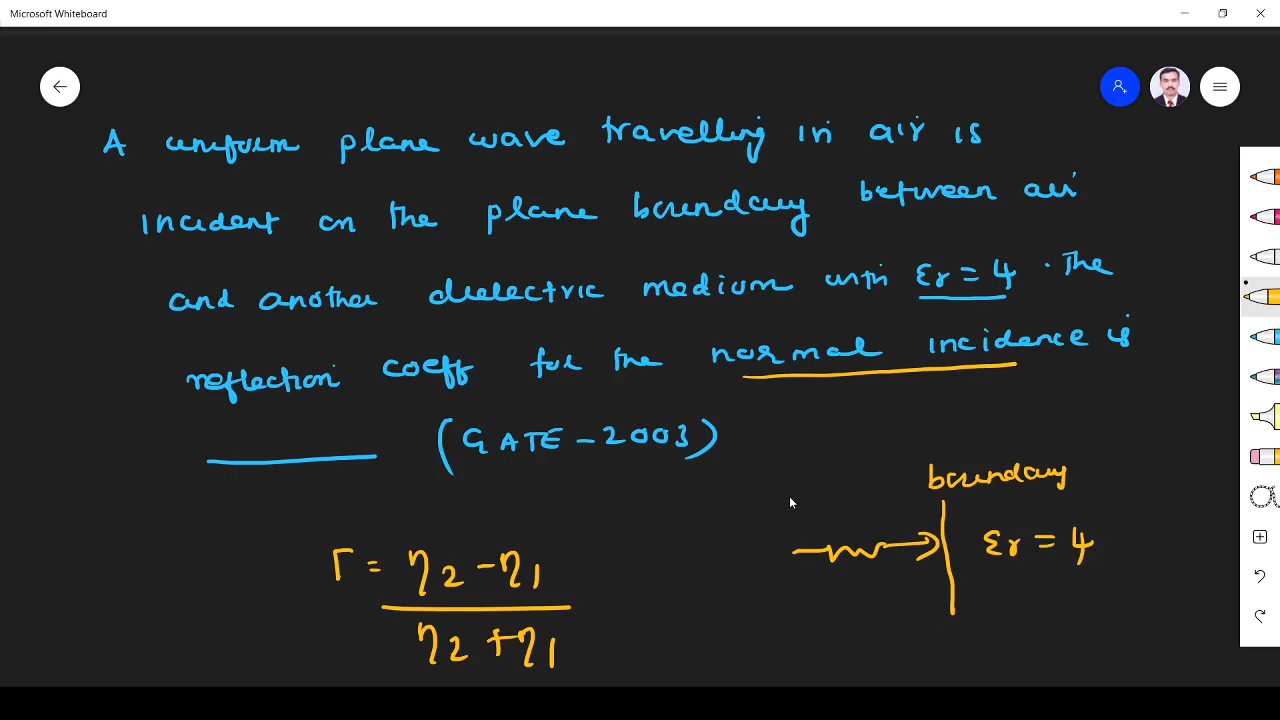 Microsoft Whiteboard
A uniform plane wave travelling in air is
incident on the plane boundary between air
and another dielectric medium with εr = 4. The
reflection coeff for the normal incidence is
______ (GATE - 2003)
boundary
εr = 4
Γ = η2 - η1
η2 + η1